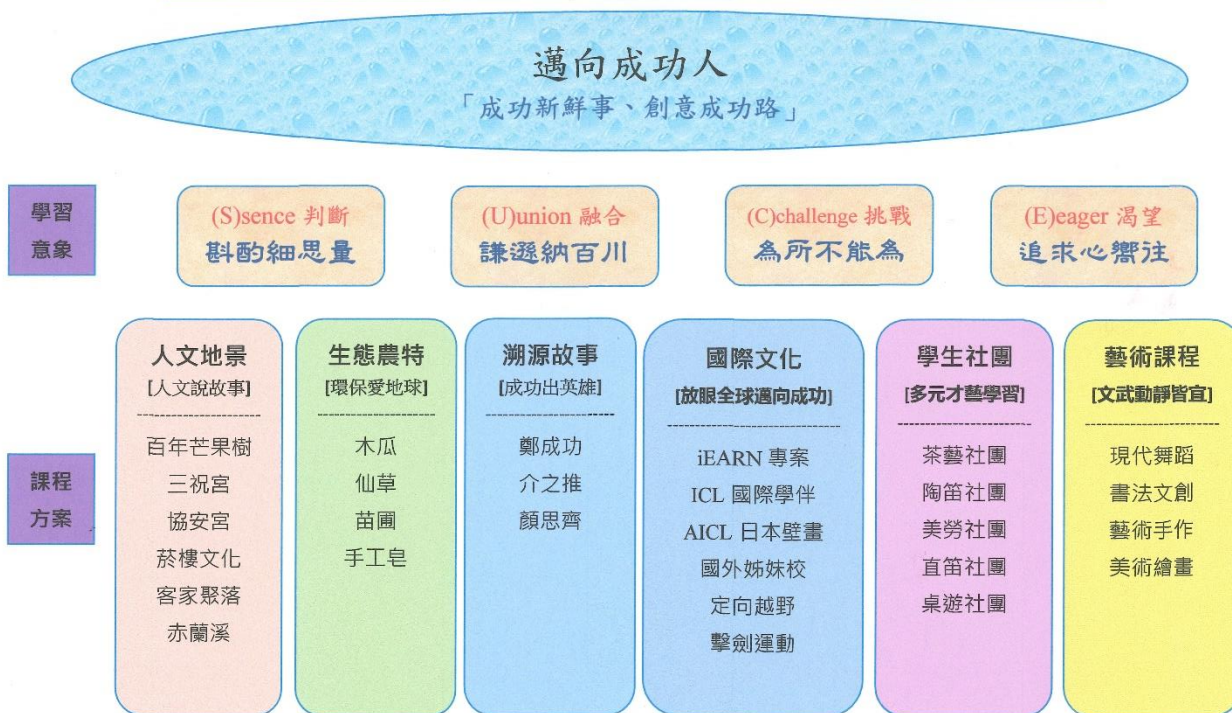 邁向成功人
「成功新鮮事、創意成功路」
學習
意象
(S)sence 判斷
斟酌細思量
(U)union 融合
謙遜納百川
(C)challenge 挑戰
為所不能為
(E)eager 渴望
追求心嚮往
課程
方案
人文地景
[人文說故事]
百年芒果樹
三祝宮
協安宮
菸樓文化
客家聚落
赤蘭溪
生態農特
[環保愛地球]
木瓜
仙草
苗圃
手工皂
溯源故事
[成功出英雄]
鄭成功
介之推
顏思齊
國際文化
[放眼全球邁向成功]
iEARN 專案
ICL 國際學伴
AICL 日本壁畫
國外姊妹校
定向越野
擊劍運動
學生社團
[多元才藝學習]
茶藝社團
陶笛社團
美勞社團
直笛社團
桌遊社團
藝術課程
[文武動靜皆宜]
現代舞蹈
書法文創
藝術手作
美術繪畫